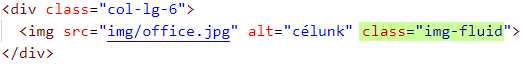 <div class="col-lg-6">
<img src="img/office.jpg" alt="célunk" class="img-fluid">
</div>